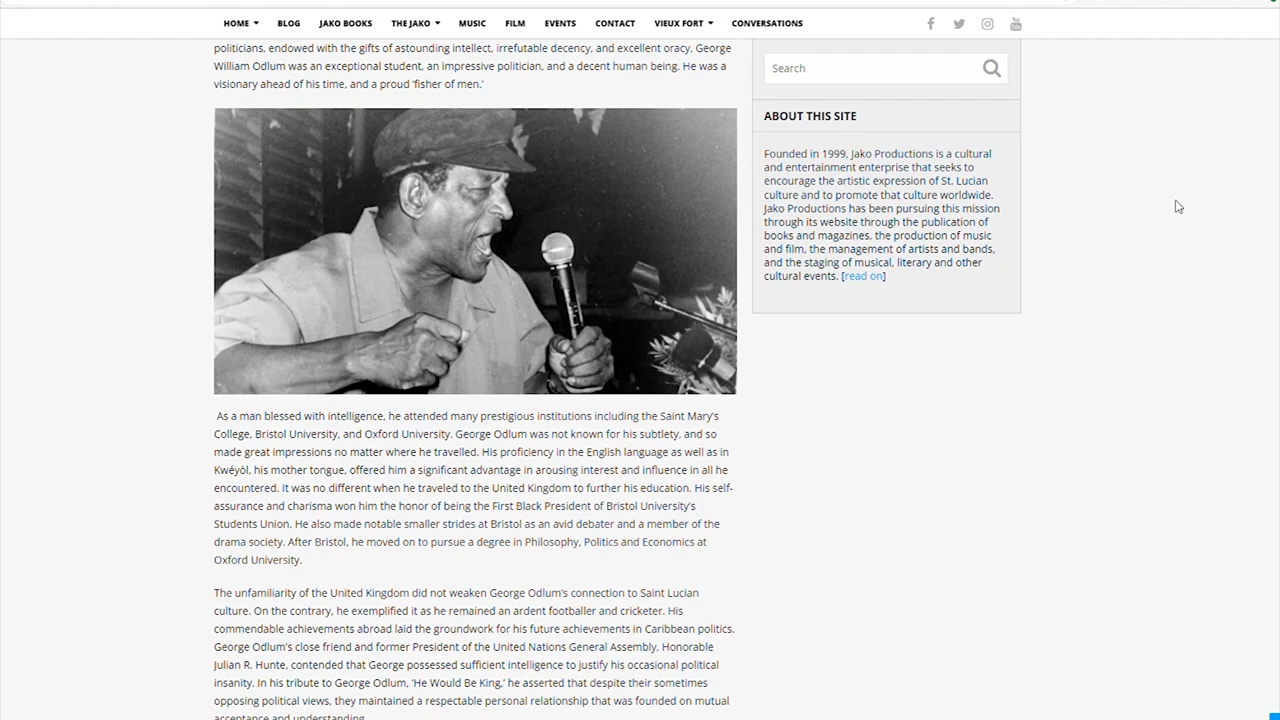 HOME BLOG JAKO BOOKS THE JAKO MUSIC FILM EVENTS CONTACT VIEUX FORT CONVERSATIONS
politicians, endowed with the gifts of astounding intellect, irrefutable decency, and excellent oracy. George
William Odlum was an exceptional student, an impressive politician, and a decent human being. He was a
visionary ahead of his time, and a proud ‘fisher of men.’
As a man blessed with intelligence, he attended many prestigious institutions including the Saint Mary’s
College, Bristol University, and Oxford University. George Odlum was not known for his subtlety, and so
made great impressions no matter where he travelled. His proficiency in the English language as well as in
Kwéyòl, his mother tongue, offered him a significant advantage in arousing interest and influence in all he
encountered. It was no different when he traveled to the United Kingdom to further his education. His self-
assurance and charisma won him the honor of being the First Black President of Bristol University’s
Students Union. He also made notable smaller strides at Bristol as an avid debater and a member of the
drama society. After Bristol, he moved on to pursue a degree in Philosophy, Politics and Economics at
Oxford University.
The unfamiliarity of the United Kingdom did not weaken George Odlum’s connection to Saint Lucian
culture. On the contrary, he exemplified it as he remained an ardent footballer and cricketer. His
commendable achievements abroad laid the groundwork for his future achievements in Caribbean politics.
George Odlum’s close friend and former President of the United Nations General Assembly, Honorable
Julian R. Hunte, contended that George possessed sufficient intelligence to justify his occasional political
insanity. In his tribute to George Odlum, ‘He Would Be King,’ he asserted that despite their sometimes
opposing political views, they maintained a respectable personal relationship that was founded on mutual
acceptance and understanding.
Search
ABOUT THIS SITE
Founded in 1999, Jako Productions is a cultural
and entertainment enterprise that seeks to
encourage the artistic expression of St. Lucian
culture and to promote that culture worldwide.
Jako Productions has been pursuing this mission
through its website through the publication of
books and magazines, the production of music
and film, the management of artists and bands,
and the staging of musical, literary and other
cultural events. [read on]